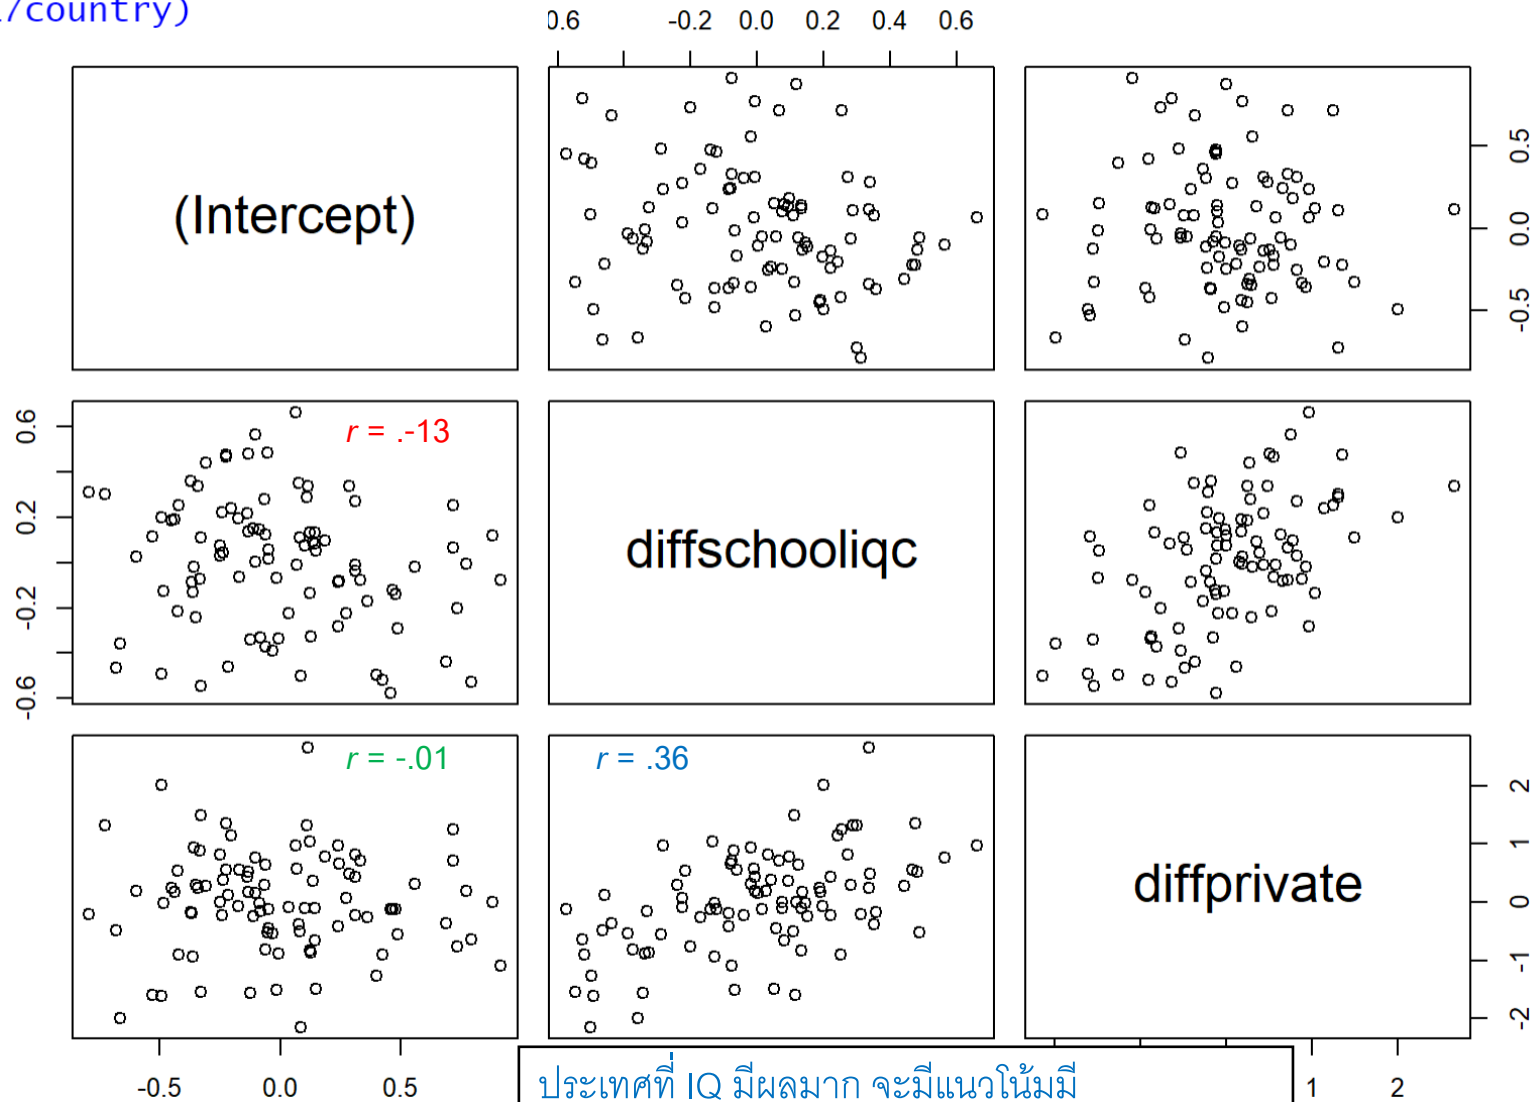 /country)
0.6 -0.2 0.0 0.2 0.4 0.6
(Intercept)
0.5
0.0
-0.5
0.6
0.2
-0.2
-0.6
r = .-13
diffschooliqc
r = -.01
r = .36
diffprivate
2
1
0
-1
-2
-0.5 0.0 0.5
1 2
ประเทศที่ IQ มีผลมาก จะมีแนวโน้มมี